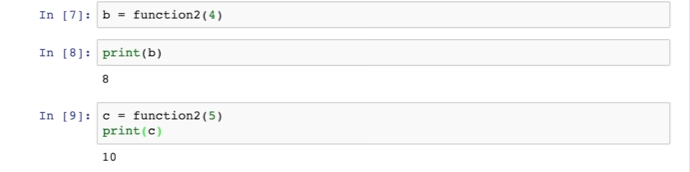 In [7]: b = function2(4)
In [8]: print(b)
8
In [9]: c = function2(5)
print(c)
10